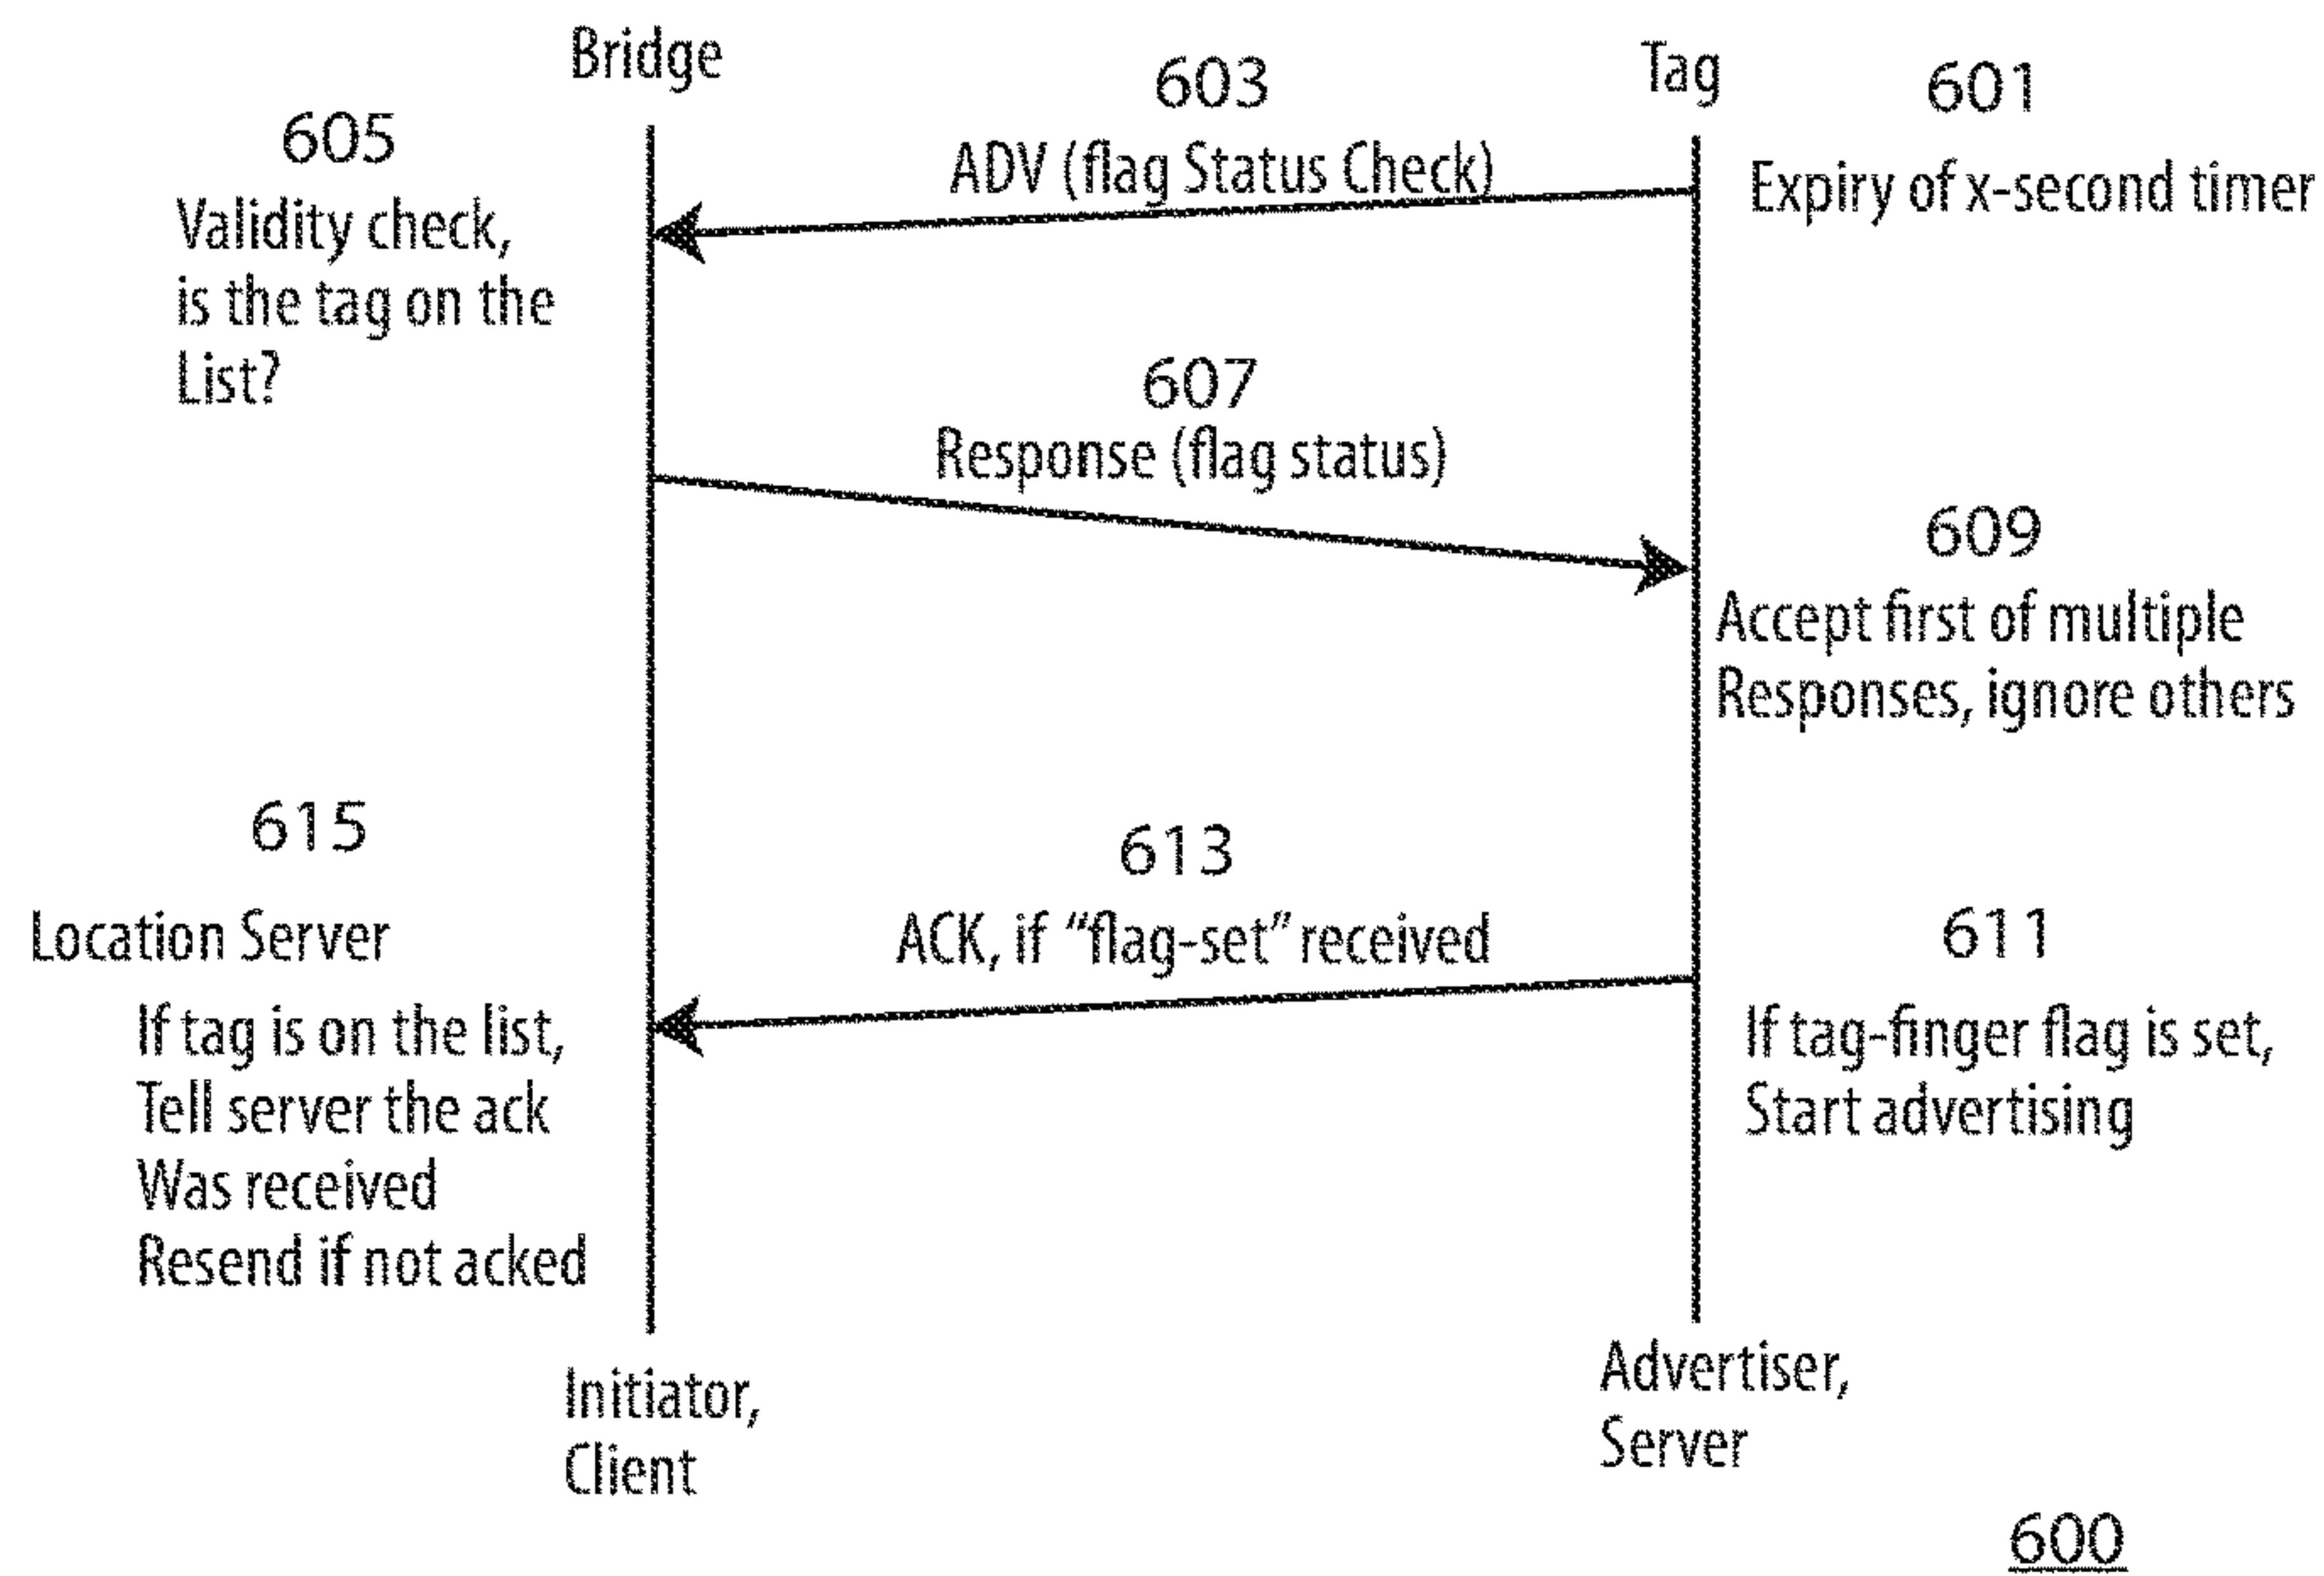 Bridge
Tag
603
601
ADV (flag Status Check)
Expiry of x-second timer
605
Validity check,
is the tag on the
List?
607
Response (flag status)
609
Accept first of multiple
Responses, ignore others
615
Location Server
If tag is on the list,
Tell server the ack
Was received
Resend if not acked
613
ACK, if “flag-set” received
611
If tag-finger flag is set,
Start advertising
Initiator,
Client
Advertiser,
Server
600